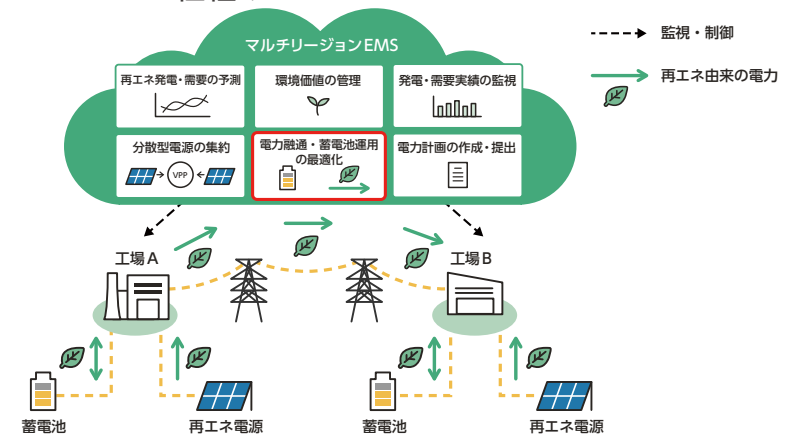 マルチリージョンEMS
再エネ発電・需要の予測
環境価値の管理
発電・需要実績の監視
分散型電源の集約
VPP
電力融通・蓄電池運用
の最適化
電力計画の作成・提出
監視・制御
再エネ由来の電力
工場A
工場B
蓄電池
再エネ電源
蓄電池
再エネ電源